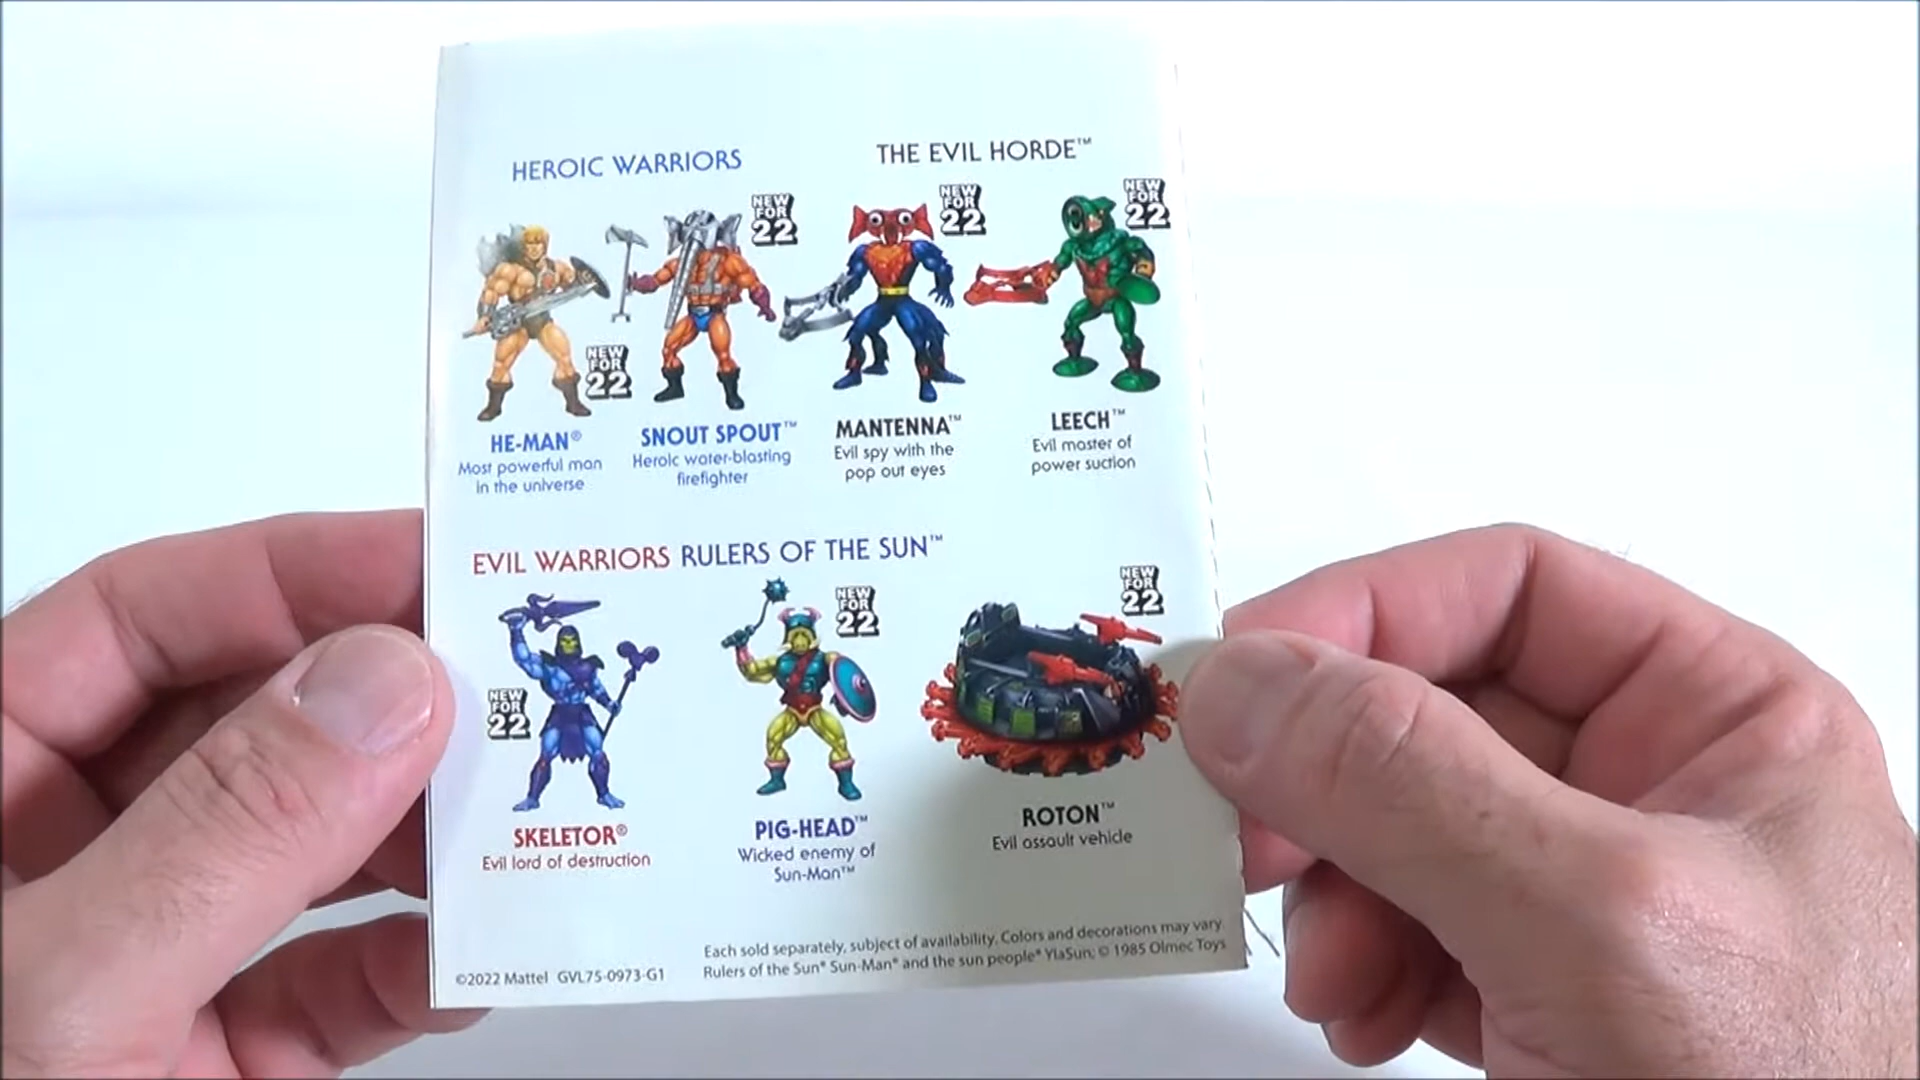 HEROIC WARRIORS
THE EVIL HORDE™
NEW FOR 22
NEW FOR 22
NEW FOR 22
NEW FOR 22
HE-MAN®
Most powerful man
in the universe
SNOUT SPOUT™
Heroic water-blasting
firefighter
MANTENNA™
Evil spy with the
pop out eyes
LEECH™
Evil master of
power suction
EVIL WARRIORS RULERS OF THE SUN™
NEW FOR 22
NEW FOR 22
NEW FOR 22
SKELETOR®
Evil lord of destruction
PIG-HEAD™
Wicked enemy of
Sun-Man™
ROTON™
Evil assault vehicle
©2022 Mattel GVL75-0973-G1
Each sold separately, subject of availability. Colors and decorations may vary.
Rulers of the Sun® Sun-Man® and the sun people® YlaSun; © 1985 Olmec Toys